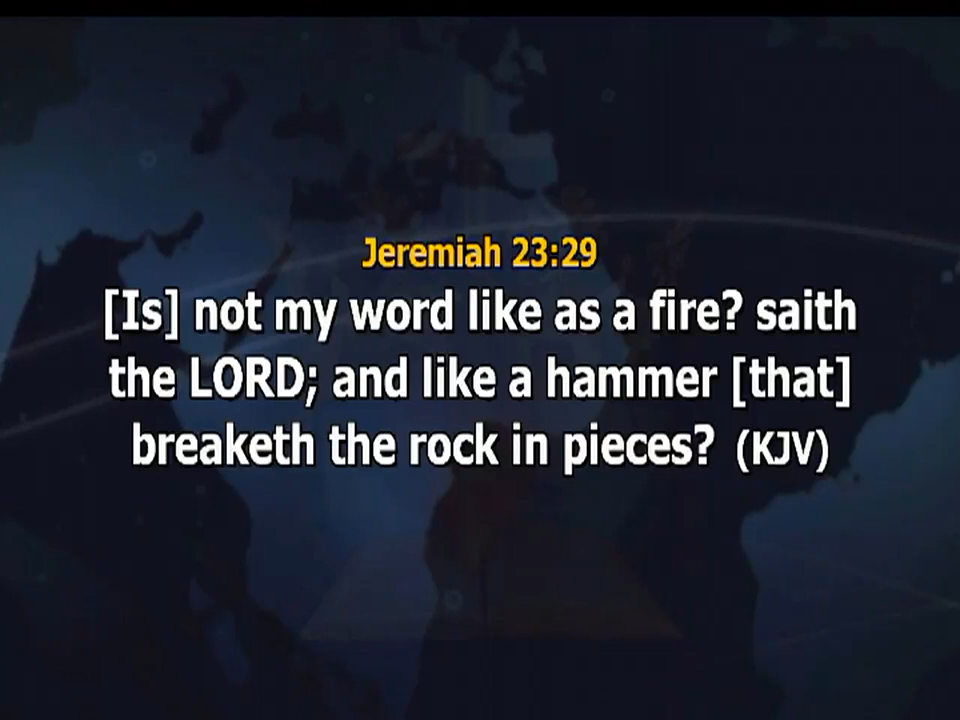 Jeremiah 23:29
[Is] not my word like as a fire? saith
the LORD; and like a hammer [that]
breaketh the rock in pieces? (KJV)